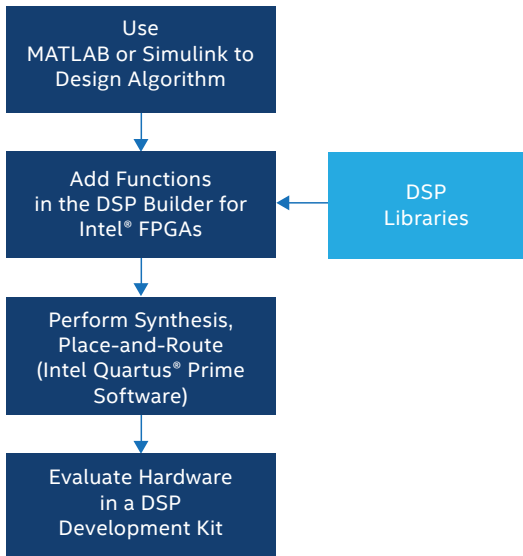 Use
MATLAB or Simulink to
Design Algorithm
Add Functions
in the DSP Builder for
Intel® FPGAs
DSP
Libraries
Perform Synthesis,
Place-and-Route
(Intel Quartus® Prime
Software)
Evaluate Hardware
in a DSP
Development Kit